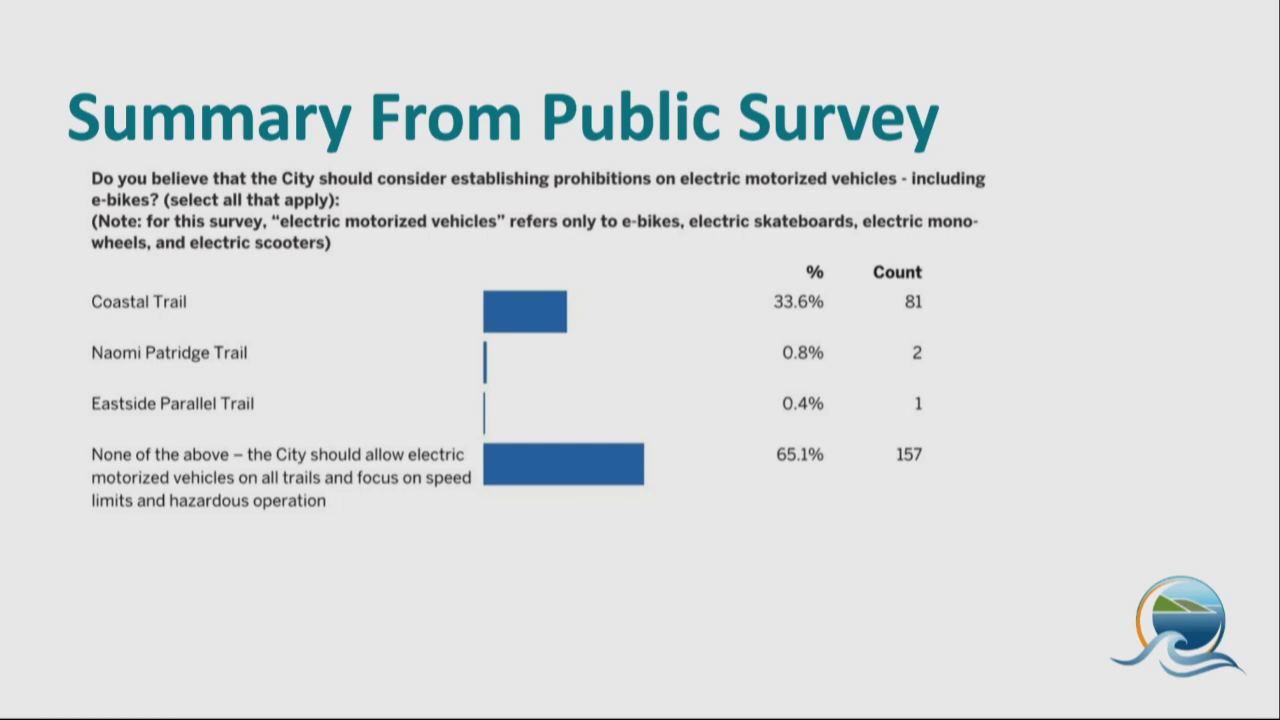 Summary From Public Survey
Do you believe that the City should consider establishing prohibitions on electric motorized vehicles - including
e-bikes? (select all that apply):
(Note: for this survey, “electric motorized vehicles” refers only to e-bikes, electric skateboards, electric mono-
wheels, and electric scooters)
% Count
Coastal Trail 33.6% 81
Naomi Patridge Trail 0.8% 2
Eastside Parallel Trail 0.4% 1
None of the above – the City should allow electric 65.1% 157
motorized vehicles on all trails and focus on speed
limits and hazardous operation